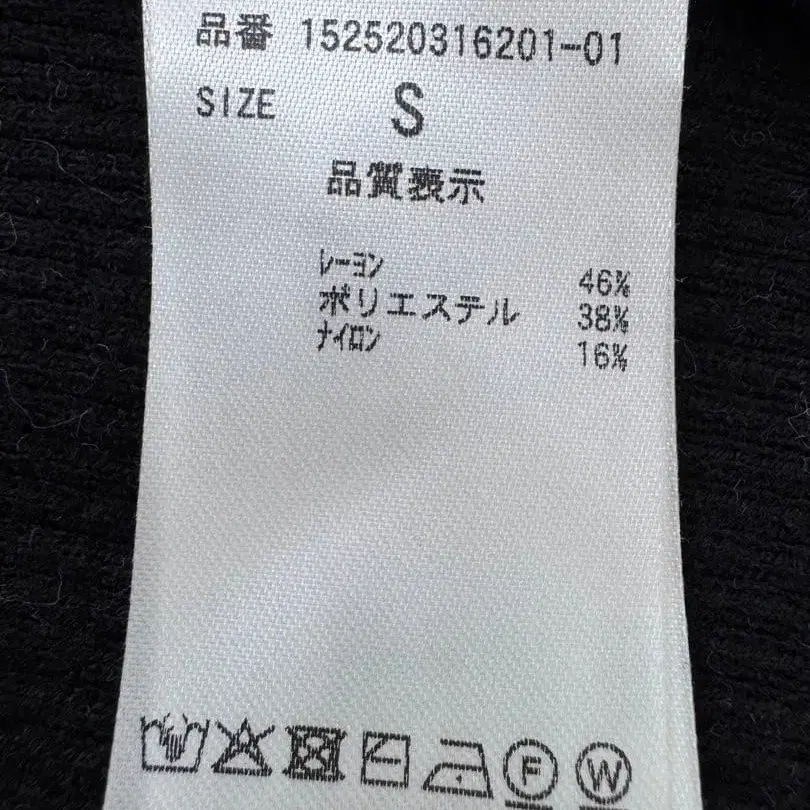 品番 152520316201-01
SIZE S
品質表示
レーヨン 46%
ポリエステル 38%
ナイロン 16%
F W